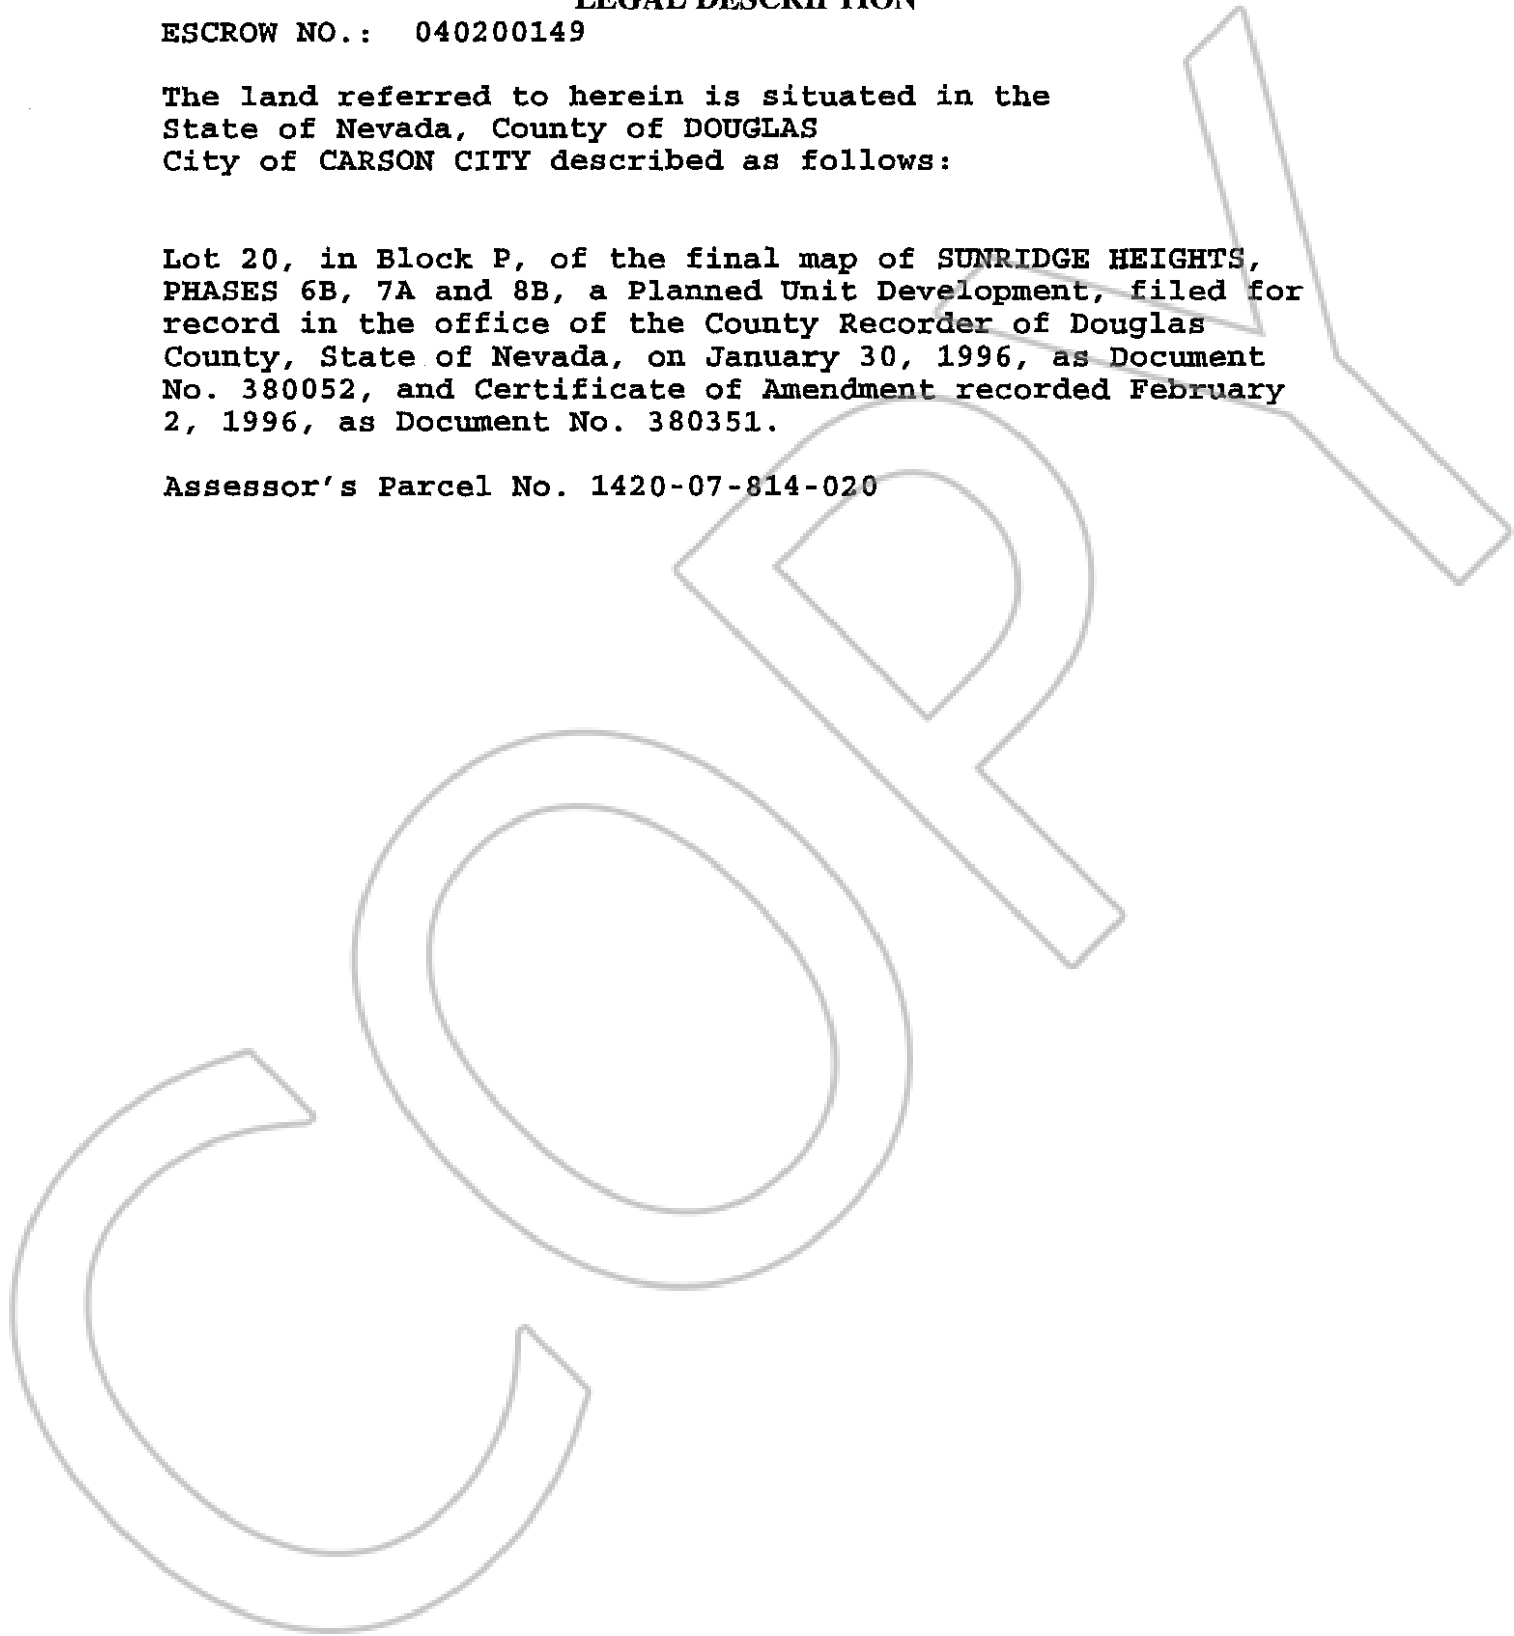 LEGAL DESCRIPTION
ESCROW NO.: 040200149
The land referred to herein is situated in the
State of Nevada, County of DOUGLAS
City of CARSON CITY described as follows:
Lot 20, in Block P, of the final map of SUNRIDGE HEIGHTS,
PHASES 6B, 7A and 8B, a Planned Unit Development, filed for
record in the office of the County Recorder of Douglas
County, State of Nevada, on January 30, 1996, as Document
No. 380052, and Certificate of Amendment recorded February
2, 1996, as Document No. 380351.
Assessor's Parcel No. 1420-07-814-020
COPY